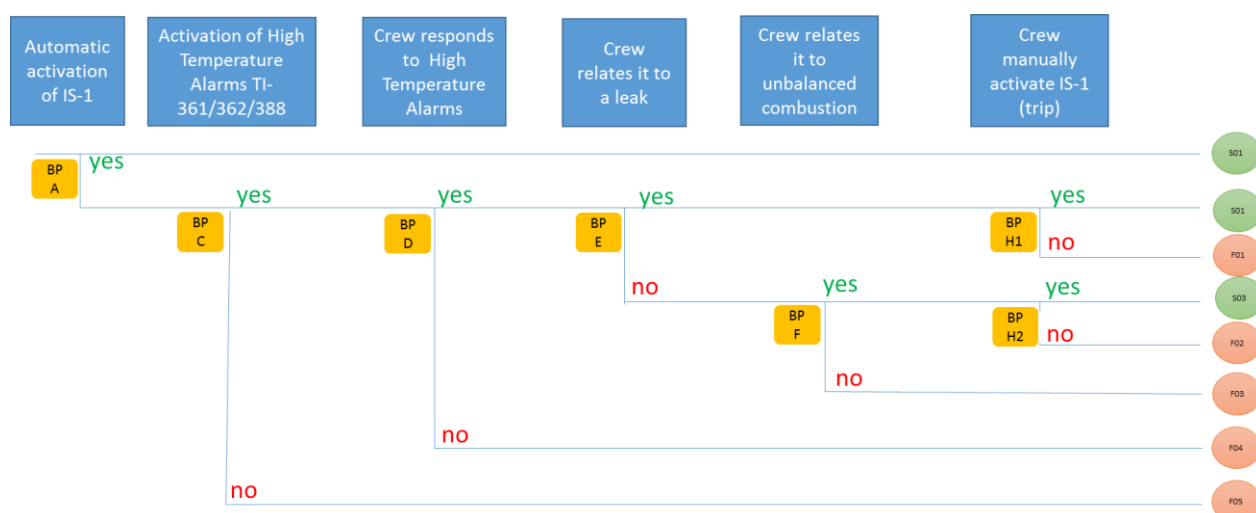 Automatic
activation
of IS-1
Activation of High
Temperature
Alarms TI-
361/362/388
Crew responds
to High
Temperature
Alarms
Crew
relates it to
a leak
Crew relates
it to
unbalanced
combustion
Crew
manually
activate IS-1
(trip)
yes
S01
BP
A
yes
yes
yes
yes
S01
BP
C
BP
D
BP
E
BP
H1
no
F01
no
yes
yes
S03
BP
F
BP
H2
no
F02
no
F03
no
F04
no
F05